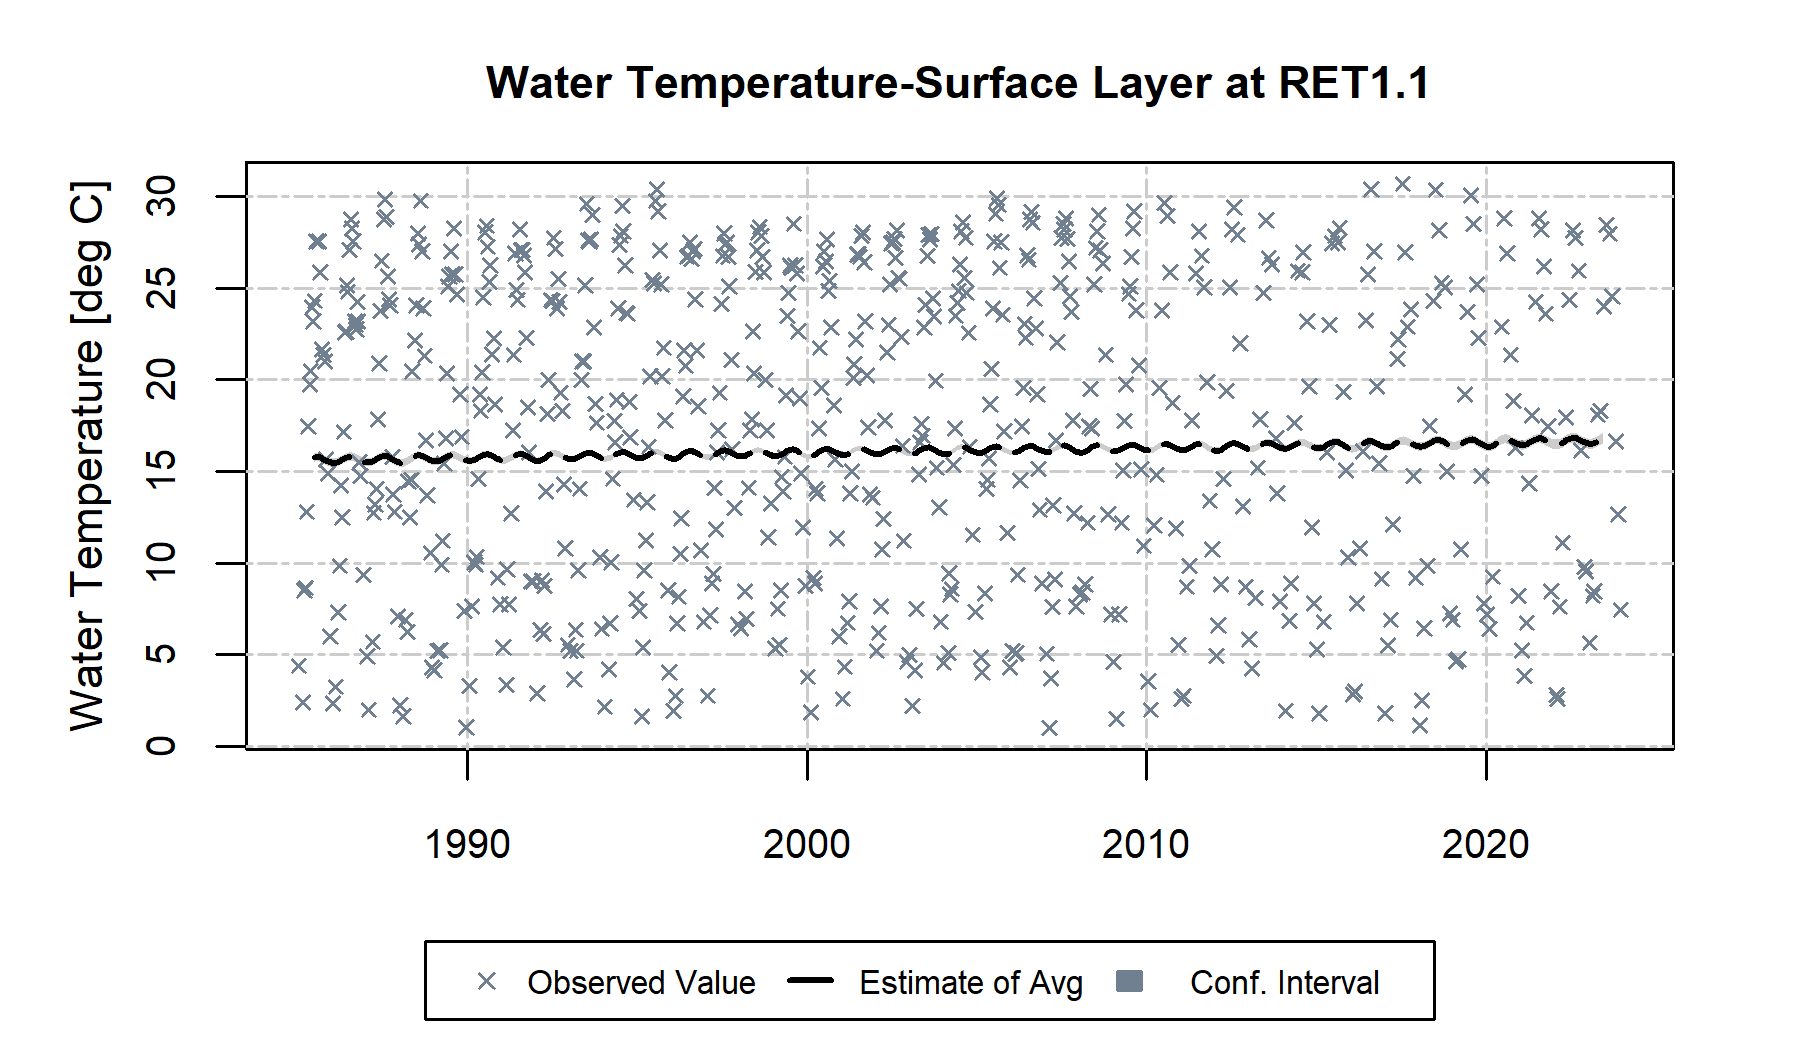 Water Temperature-Surface Layer at RET1.1
Water Temperature [deg C]
30
25
20
15
10
5
0
1990 2000 2010 2020
Observed Value Estimate of Avg Conf. Interval